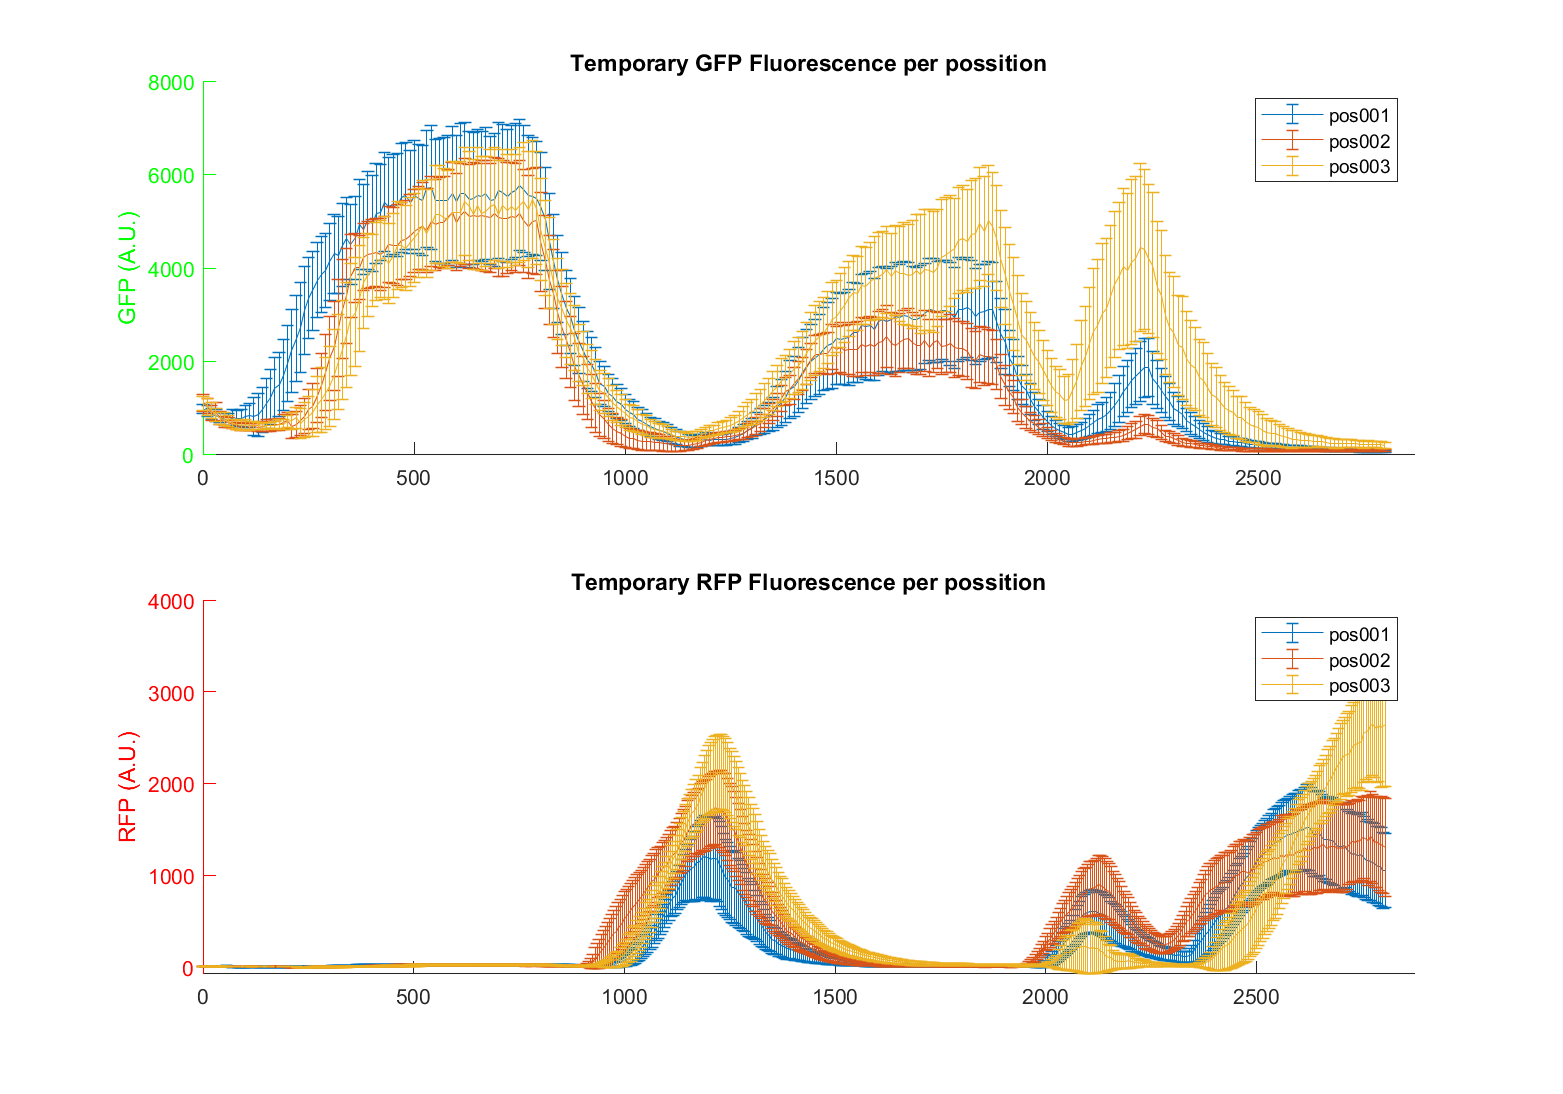 Temporary GFP Fluorescence per possition
8000
6000
4000
2000
0
GFP (A.U.)
0 500 1000 1500 2000 2500
pos001
pos002
pos003
Temporary RFP Fluorescence per possition
4000
3000
2000
1000
0
RFP (A.U.)
0 500 1000 1500 2000 2500
pos001
pos002
pos003